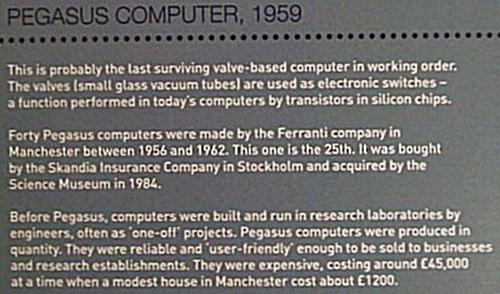 PEGASUS COMPUTER, 1959
This is probably the last surviving valve-based computer in working order.
The valves (small glass vacuum tubes) are used as electronic switches –
a function performed in today's computers by transistors in silicon chips.
Forty Pegasus computers were made by the Ferranti company in
Manchester between 1956 and 1962. This one is the 25th. It was bought
by the Skandia Insurance Company in Stockholm and acquired by the
Science Museum in 1984.
Before Pegasus, computers were built and run in research laboratories by
engineers, often as 'one-off' projects. Pegasus computers were produced in
quantity. They were reliable and 'user-friendly' enough to be sold to businesses
and research establishments. They were expensive, costing around £45,000
at a time when a modest house in Manchester cost about £1200.